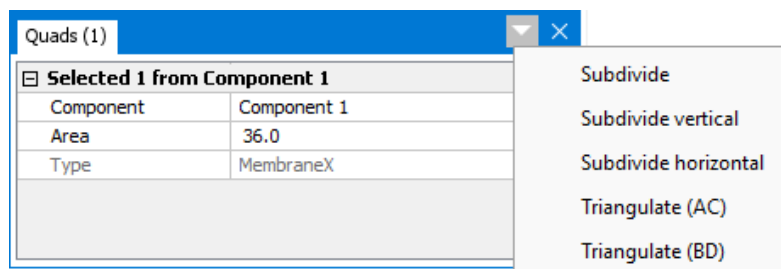 Quads (1)
Selected 1 from Component 1
Component Component 1
Area 36.0
Type MembraneX
Subdivide
Subdivide vertical
Subdivide horizontal
Triangulate (AC)
Triangulate (BD)